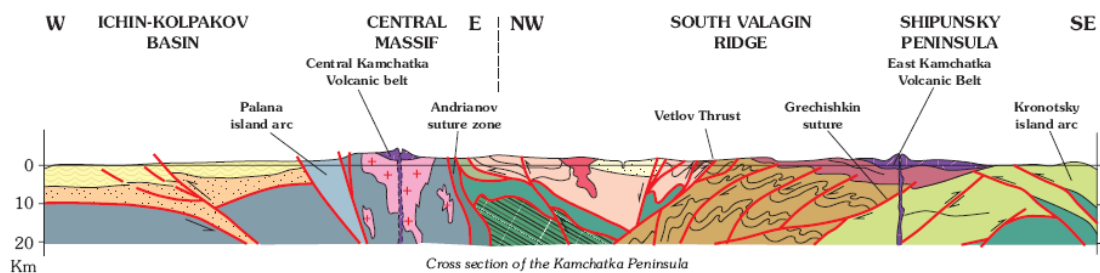 W
ICHIN-KOLPAKOV
BASIN
CENTRAL
MASSIF
E
NW
SOUTH VALAGIN
RIDGE
SHIPUNSKY
PENINSULA
SE
Central Kamchatka
Volcanic belt
East Kamchatka
Volcanic Belt
Palana
island arc
Andrianov
suture zone
Vetlov Thrust
Grechishkin
suture
Kronotsky
island arc
0
10
20
Km
Cross section of the Kamchatka Peninsula